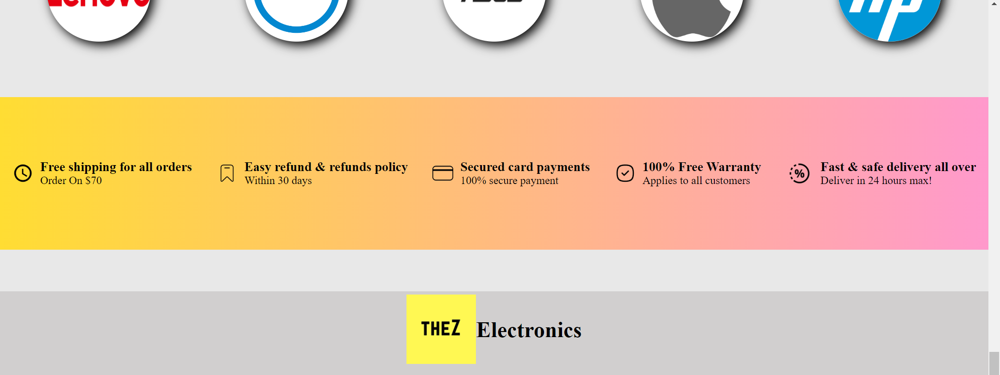 Lenovo
ASUS
hp
Free shipping for all orders
Order On $70
Easy refund & refunds policy
Within 30 days
Secured card payments
100% secure payment
100% Free Warranty
Applies to all customers
%
Fast & safe delivery all over
Deliver in 24 hours max!
THEZ
Electronics